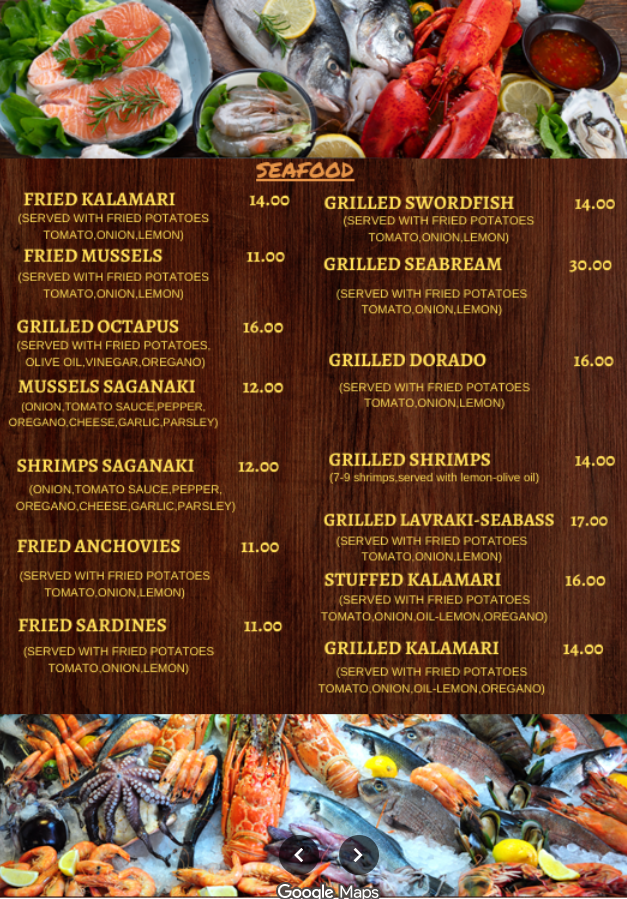 SEAFOOD
FRIED KALAMARI 14.00
(SERVED WITH FRIED POTATOES
TOMATO,ONION,LEMON)
FRIED MUSSELS 11.00
(SERVED WITH FRIED POTATOES
TOMATO,ONION,LEMON)
GRILLED OCTAPUS 16.00
(SERVED WITH FRIED POTATOES,
OLIVE OIL,VINEGAR,OREGANO)
MUSSELS SAGANAKI 12.00
(ONION,TOMATO SAUCE,PEPPER,
OREGANO,CHEESE,GARLIC,PARSLEY)
SHRIMPS SAGANAKI 12.00
(ONION,TOMATO SAUCE,PEPPER,
OREGANO,CHEESE,GARLIC,PARSLEY)
FRIED ANCHOVIES 11.00
(SERVED WITH FRIED POTATOES
TOMATO,ONION,LEMON)
FRIED SARDINES 11.00
(SERVED WITH FRIED POTATOES
TOMATO,ONION,LEMON)
GRILLED SWORDFISH 14.00
(SERVED WITH FRIED POTATOES
TOMATO,ONION,LEMON)
GRILLED SEABREAM 30.00
(SERVED WITH FRIED POTATOES
TOMATO,ONION,LEMON)
GRILLED DORADO 16.00
(SERVED WITH FRIED POTATOES
TOMATO,ONION,LEMON)
GRILLED SHRIMPS 14.00
(7-9 shrimps,served with lemon-olive oil)
GRILLED LAVRAKI-SEABASS 17.00
(SERVED WITH FRIED POTATOES
TOMATO,ONION,LEMON)
STUFFED KALAMARI 16.00
(SERVED WITH FRIED POTATOES
TOMATO,ONION,OIL-LEMON,OREGANO)
GRILLED KALAMARI 14.00
(SERVED WITH FRIED POTATOES
TOMATO,ONION,OIL-LEMON,OREGANO)
Google Maps